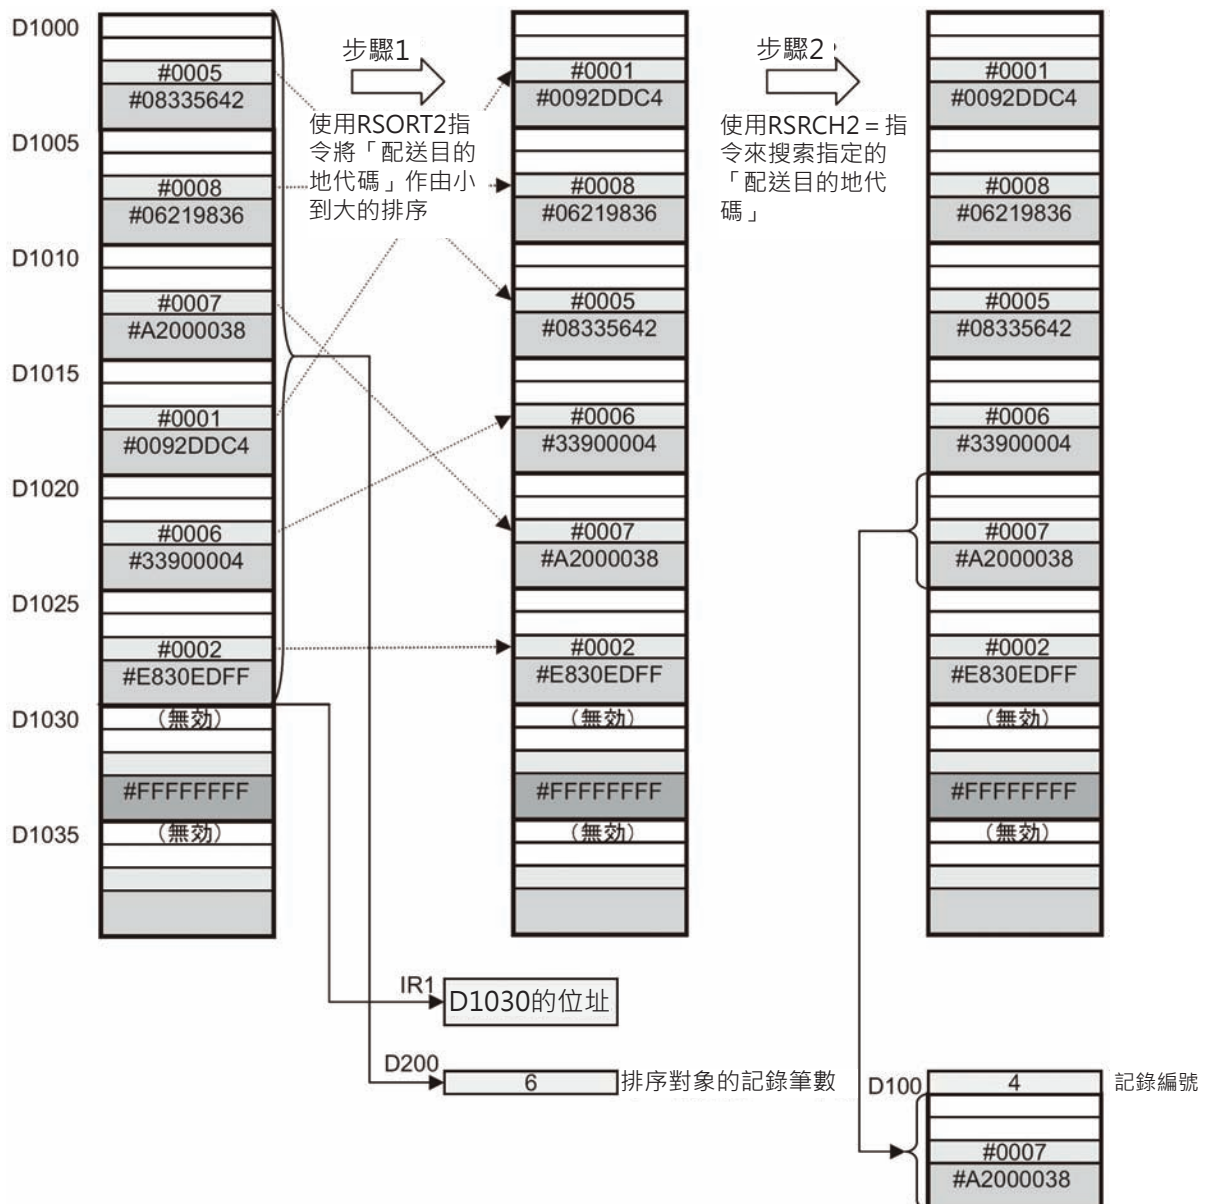 D1000
#0005
#08335642
D1005
#0008
#06219836
D1010
#0007
#A2000038
D1015
#0001
#0092DDC4
D1020
#0006
#33900004
D1025
#0002
#E830EDFF
D1030
（無効）
#FFFFFFFF
D1035
（無効）
步驟1
使用RSORT2指
令將「配送目的
地代碼」作由小
到大的排序
#0001
#0092DDC4
#0008
#06219836
#0005
#08335642
#0006
#33900004
#0007
#A2000038
#0002
#E830EDFF
（無効）
#FFFFFFFF
（無効）
步驟2
使用RSRCH2 = 指
令來搜索指定的
「配送目的地代
碼」
#0001
#0092DDC4
#0008
#06219836
#0005
#08335642
#0006
#33900004
#0007
#A2000038
#0002
#E830EDFF
（無効）
#FFFFFFFF
（無効）
IR1
D1030的位址
D200
6
排序對象的記錄筆數
D100
4
記錄編號
#0007
#A2000038